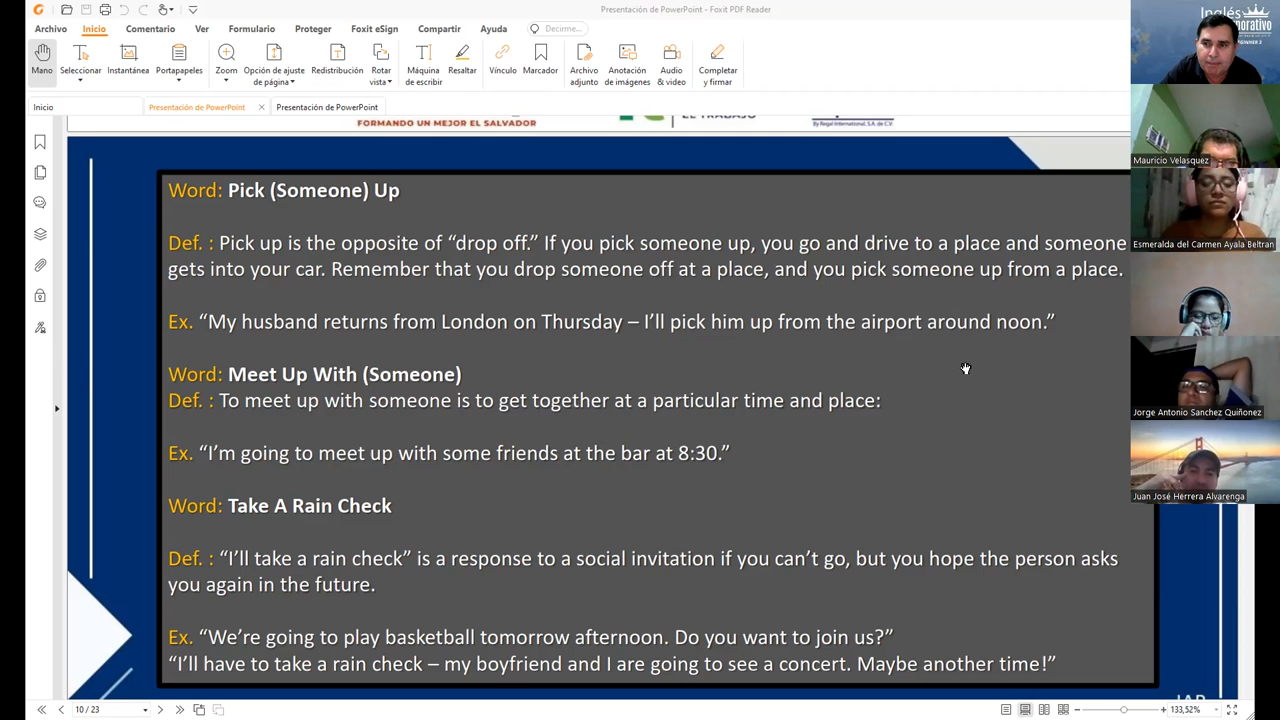 Presentación de PowerPoint - Foxit PDF Reader
Archivo Inicio Comentario Ver Formulario Proteger Foxit eSign Compartir Ayuda Decirme...
Mano Seleccionar Instantánea Portapapeles Zoom Opción de ajuste de página Redistribución Rotar vista Máquina de escribir Resaltar Vínculo Marcador Archivo adjunto Anotación de imágenes Audio & video Completar y firmar
Inicio Presentación de PowerPoint Presentación de PowerPoint
FORMANDO UN MEJOR EL SALVADOR
EL TRABAJO
By Regal International, S.A. de C.V.
Word: Pick (Someone) Up
Def. : Pick up is the opposite of “drop off.” If you pick someone up, you go and drive to a place and someone
gets into your car. Remember that you drop someone off at a place, and you pick someone up from a place.
Ex. “My husband returns from London on Thursday – I’ll pick him up from the airport around noon.”
Word: Meet Up With (Someone)
Def. : To meet up with someone is to get together at a particular time and place:
Ex. “I’m going to meet up with some friends at the bar at 8:30.”
Word: Take A Rain Check
Def. : “I’ll take a rain check” is a response to a social invitation if you can’t go, but you hope the person asks
you again in the future.
Ex. “We’re going to play basketball tomorrow afternoon. Do you want to join us?”
“I’ll have to take a rain check – my boyfriend and I are going to see a concert. Maybe another time!”
10 / 23
133,52%
Inglés
Mauricio Velasquez
Esmeralda del Carmen Ayala Beltran
Jorge Antonio Sanchez Quiñonez
Juan José Herrera Alvarenga